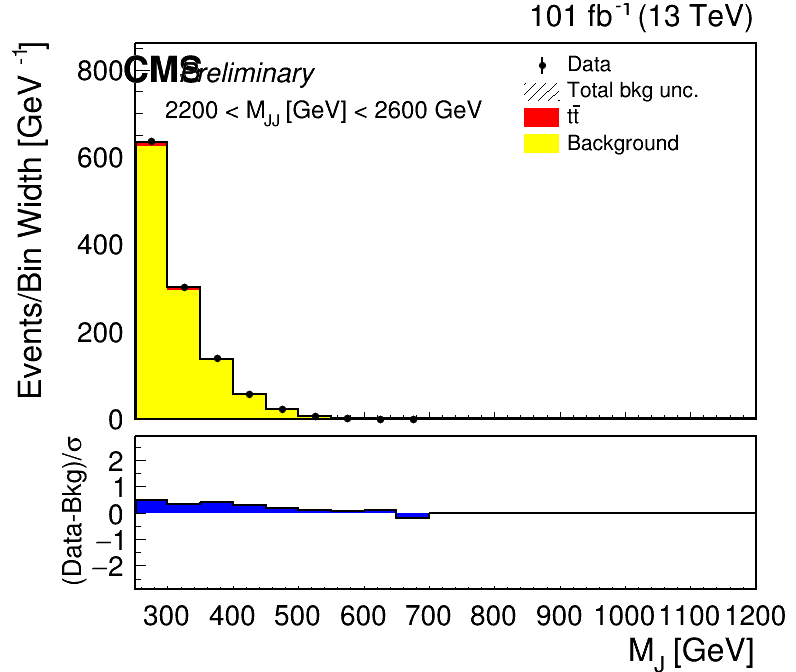 101 fb-1 (13 TeV)
CMS Preliminary
2200 < MJJ [GeV] < 2600 GeV
Data
Total bkg unc.
tt̄
Background
Events/Bin Width [GeV-1]
800
600
400
200
0
(Data-Bkg)/σ
2
1
0
−1
−2
300 400 500 600 700 800 900 1000 1100 1200
MJ [GeV]